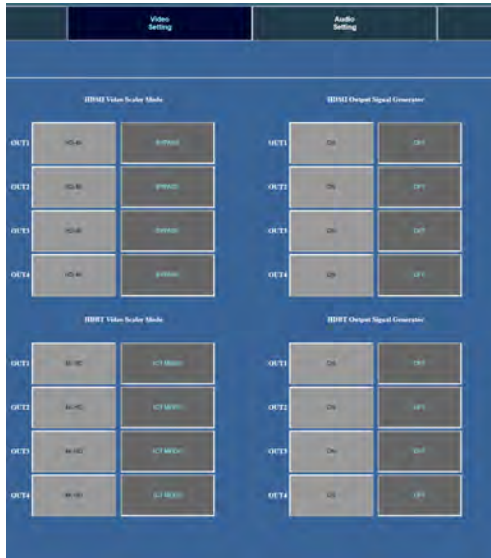 Video
Setting
Audio
Setting
HDMI Video Scaler Mode
HDMI Output Signal Generator
OUT1
BYPASS
OUT1
ON
OFF
OUT2
BYPASS
OUT2
ON
OFF
OUT3
BYPASS
OUT3
ON
OFF
OUT4
BYPASS
OUT4
ON
OFF
HDBT Video Scaler Mode
HDBT Output Signal Generator
OUT1
OUT1
ON
OFF
OUT2
OUT2
ON
OFF
OUT3
OUT3
ON
OFF
OUT4
OUT4
ON
OFF